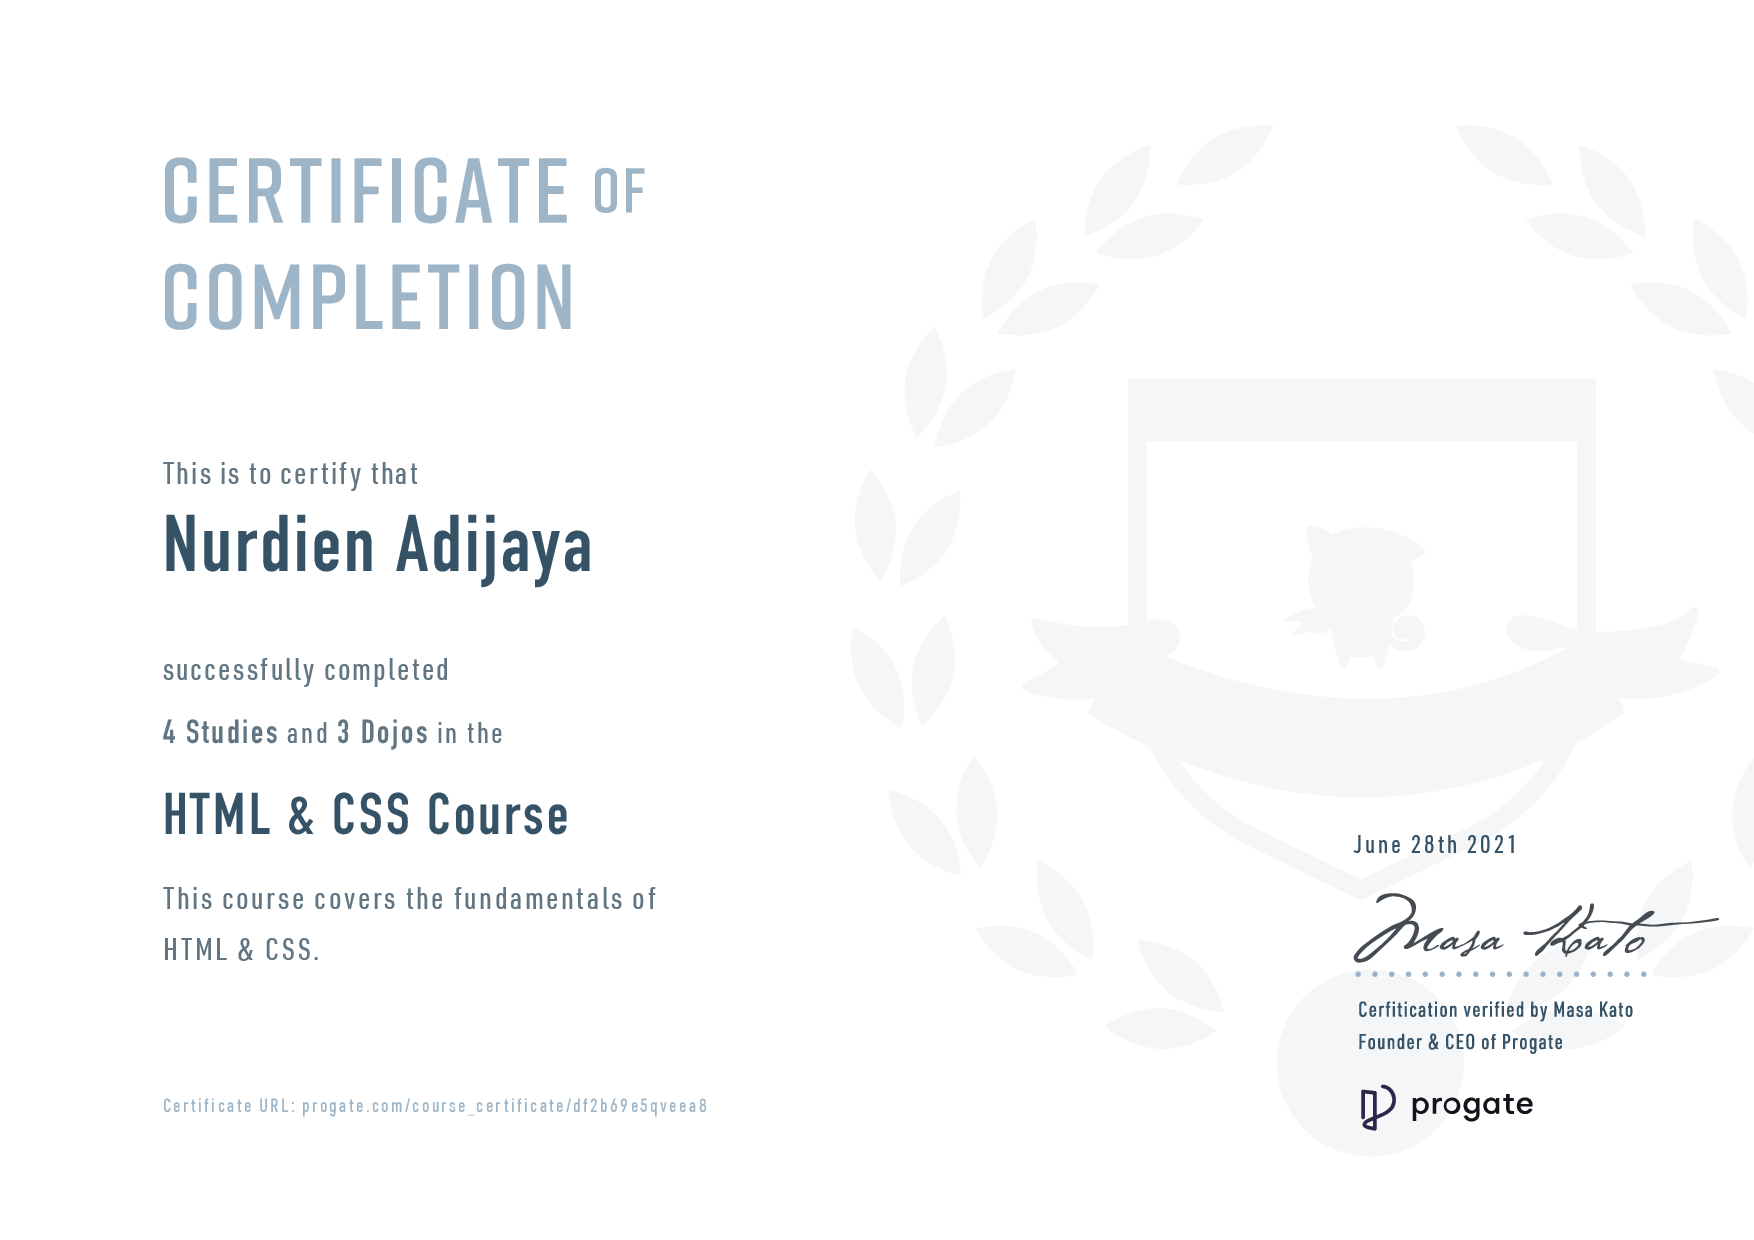 CERTIFICATE OF
COMPLETION
This is to certify that
Nurdien Adijaya
successfully completed
4 Studies and 3 Dojos in the
HTML & CSS Course
This course covers the fundamentals of
HTML & CSS.
June 28th 2021
Masa Kato
Cerfitication verified by Masa Kato
Founder & CEO of Progate
Certificate URL: progate.com/course_certificate/df2b69e5qveea8
progate